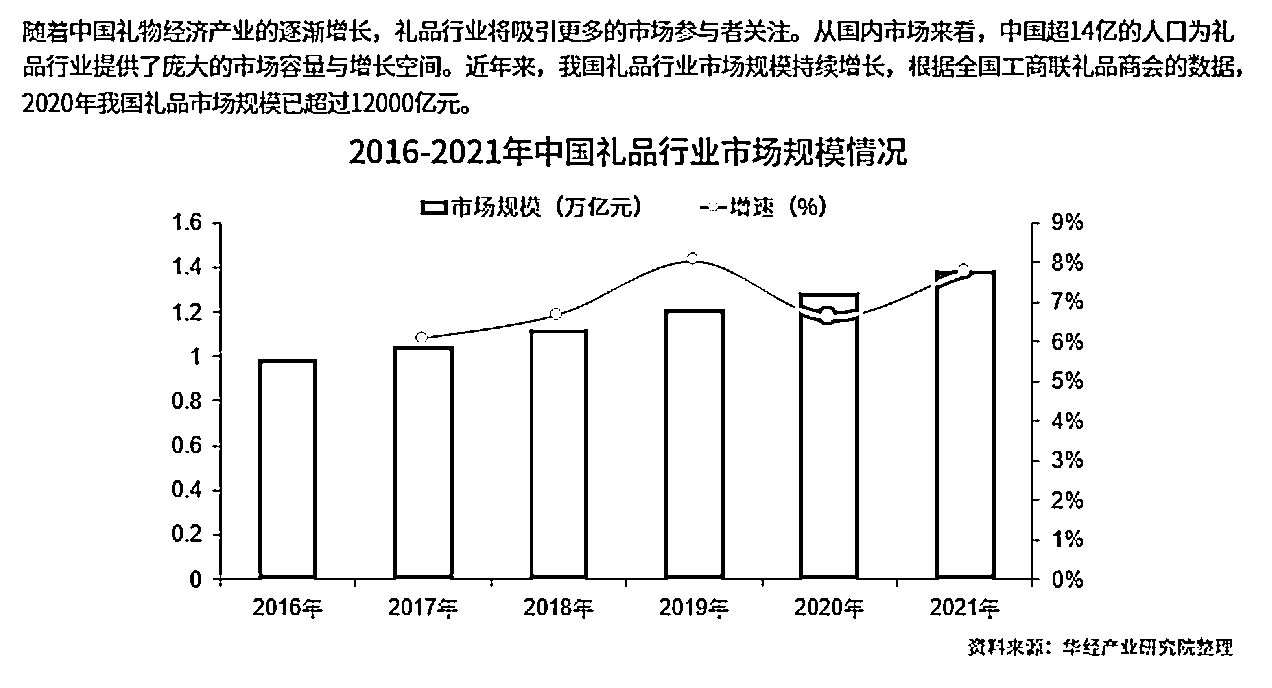 随着中国礼物经济产业的逐渐增长，礼品行业将吸引更多的市场参与者关注。从国内市场来看，中国超14亿的人口为礼
品行业提供了庞大的市场容量与增长空间。近年来，我国礼品行业市场规模持续增长，根据全国工商联礼品商会的数据，
2020年我国礼品市场规模已超过12000亿元。
2016-2021年中国礼品行业市场规模情况
市场规模（万亿元） 增速（%）
1.6 9%
1.4 8%
1.2 7%
1 6%
0.8 5%
0.6 4%
0.4 3%
0.2 2%
0 1%
0%
2016年 2017年 2018年 2019年 2020年 2021年
资料来源：华经产业研究院整理